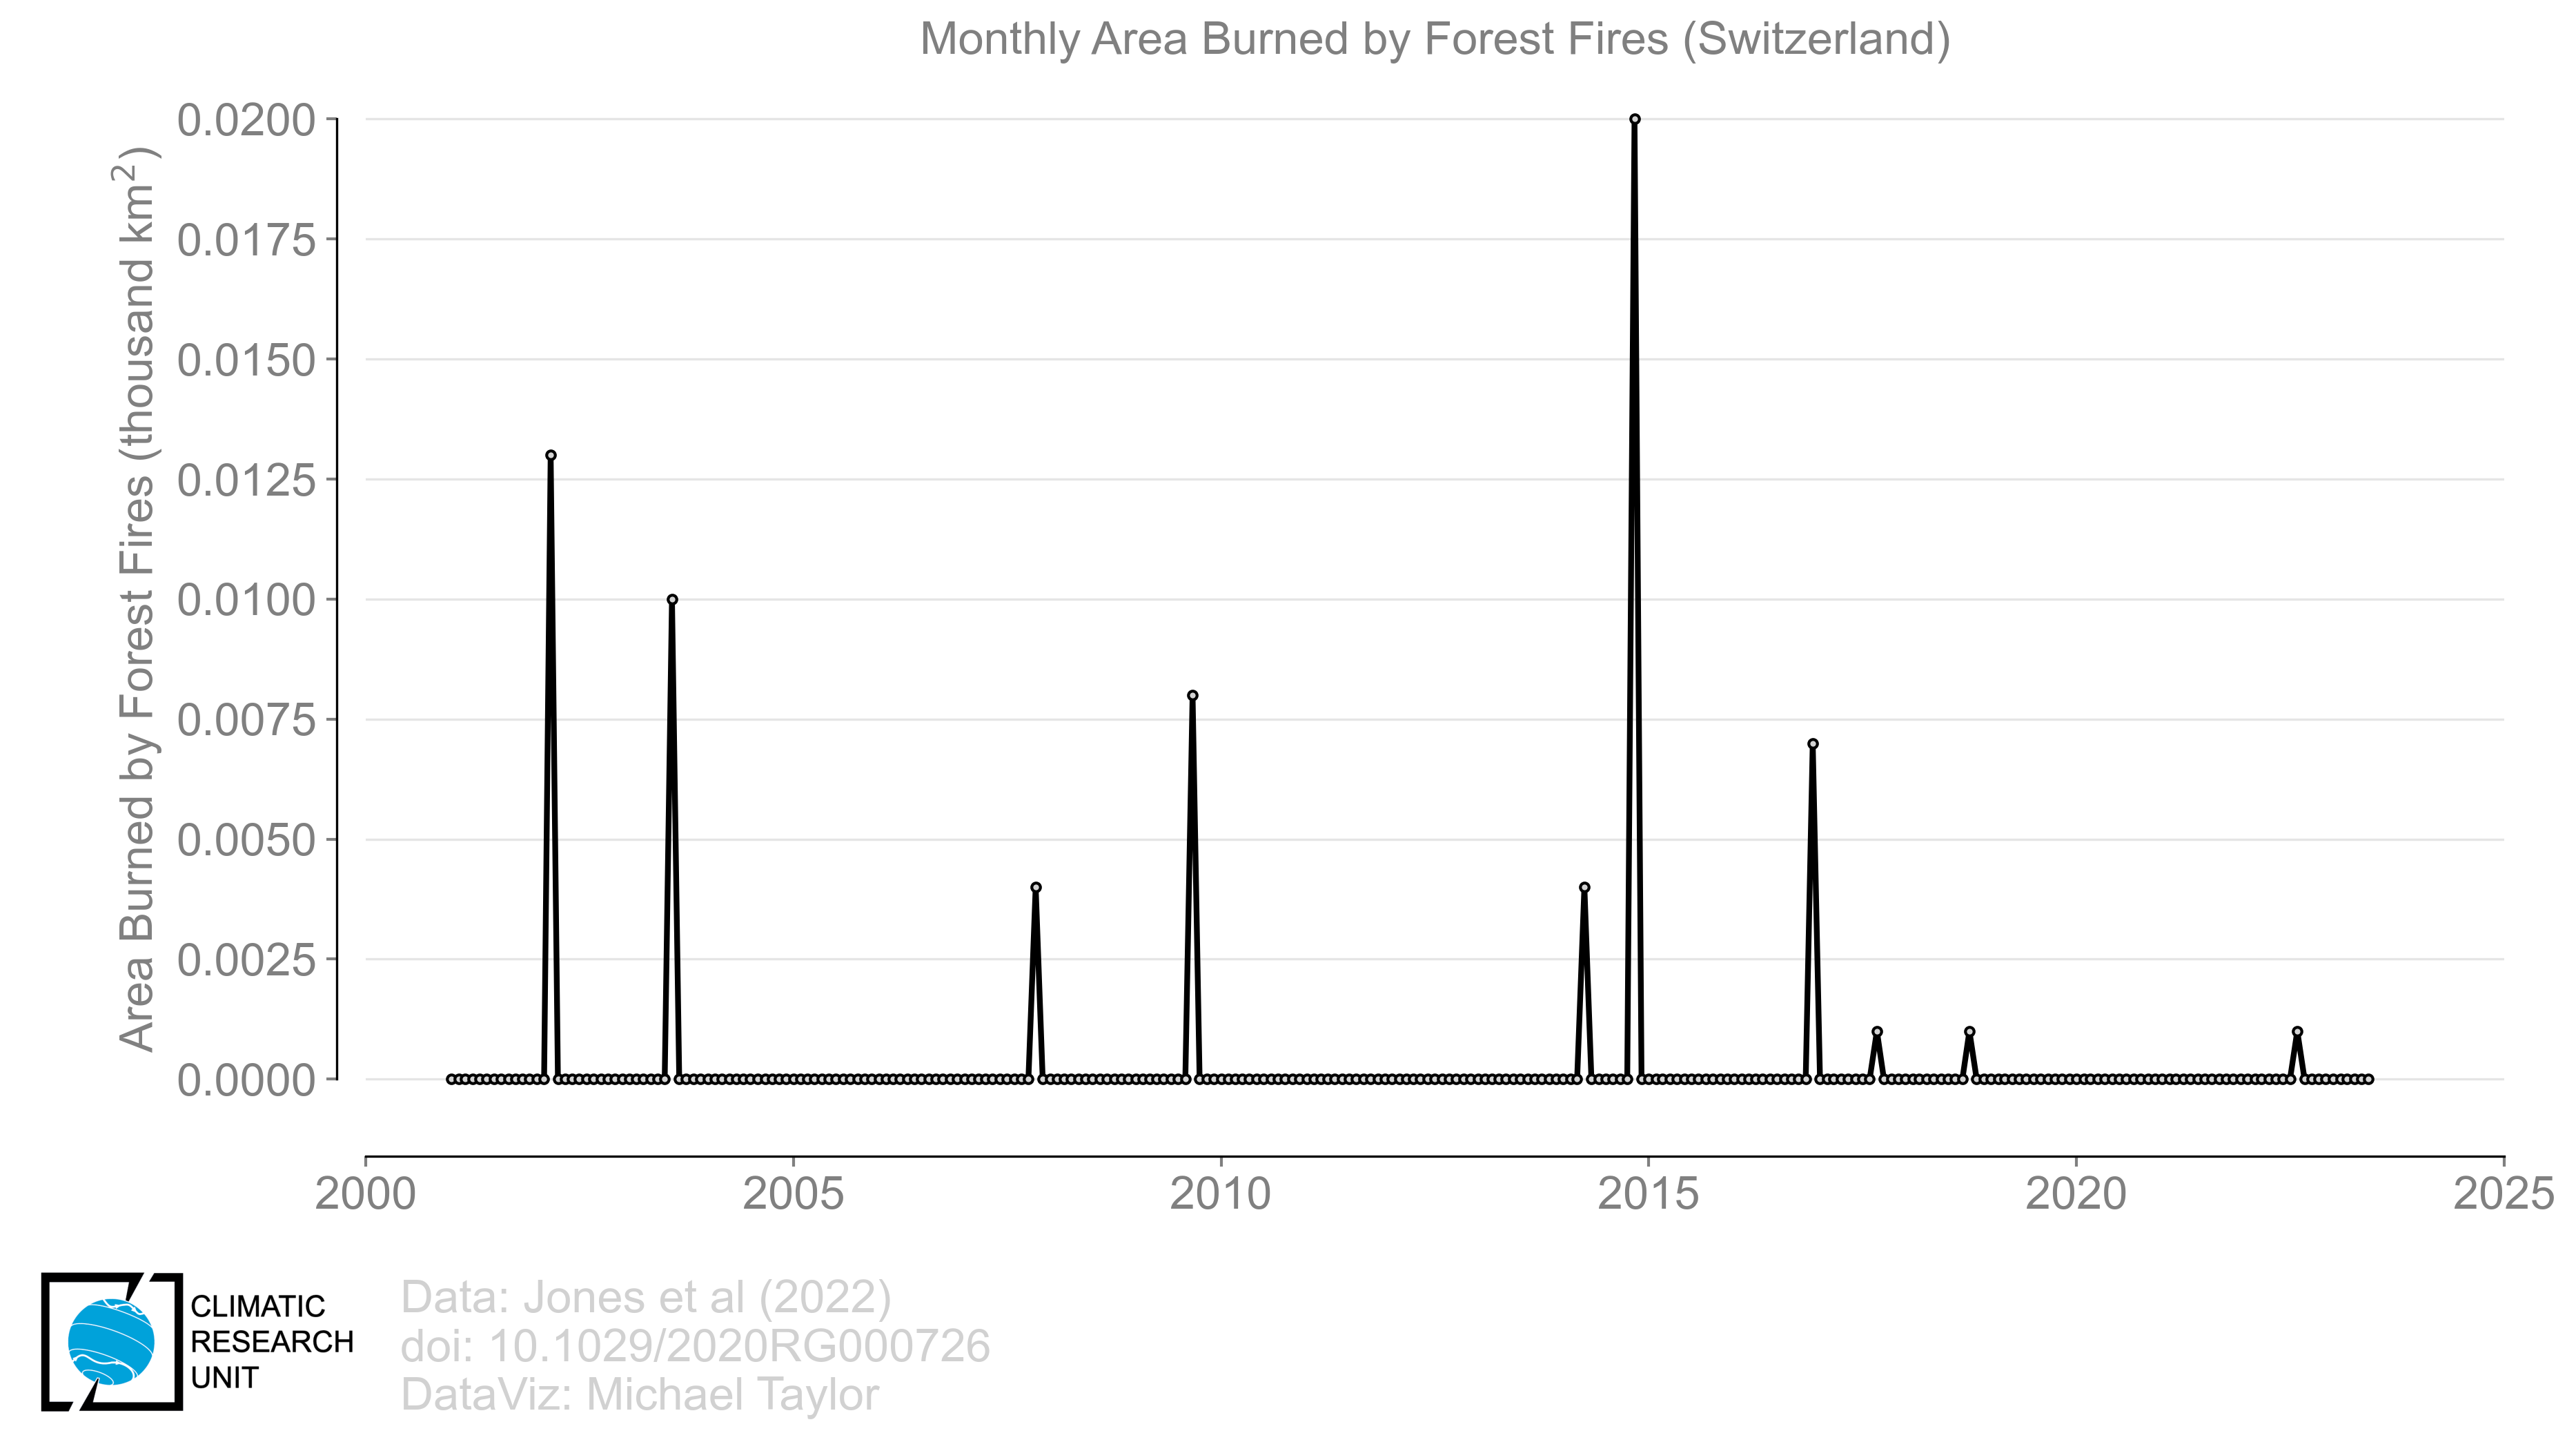 Monthly Area Burned by Forest Fires (Switzerland)
Area Burned by Forest Fires (thousand km²)
0.0200
0.0175
0.0150
0.0125
0.0100
0.0075
0.0050
0.0025
0.0000
2000 2005 2010 2015 2020 2025
CLIMATIC
RESEARCH
UNIT
Data: Jones et al (2022)
doi: 10.1029/2020RG000726
DataViz: Michael Taylor